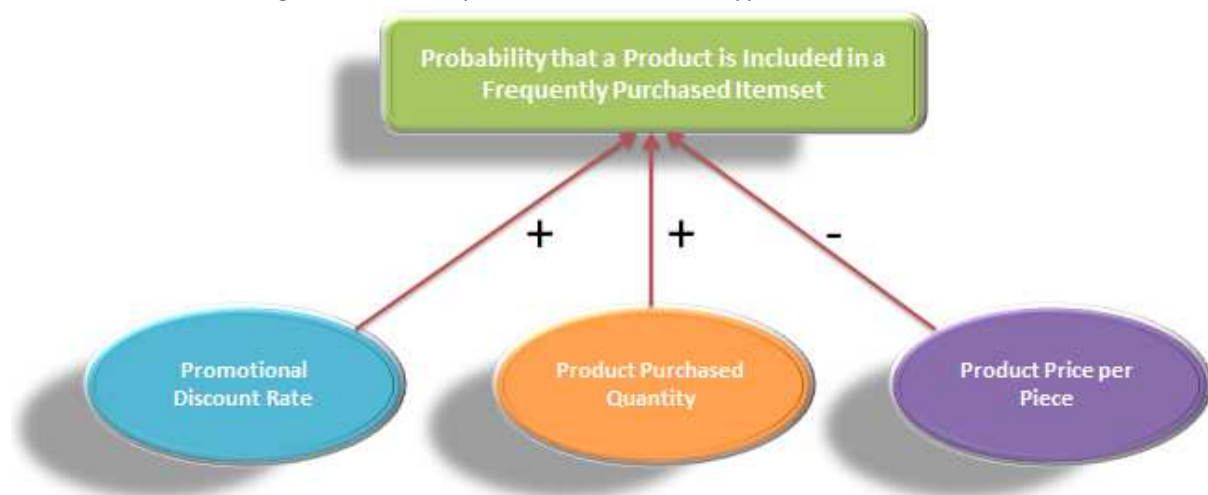 Probability that a Product is Included in a
Frequently Purchased Itemset
+
+
-
Promotional
Discount Rate
Product Purchased
Quantity
Product Price per
Piece